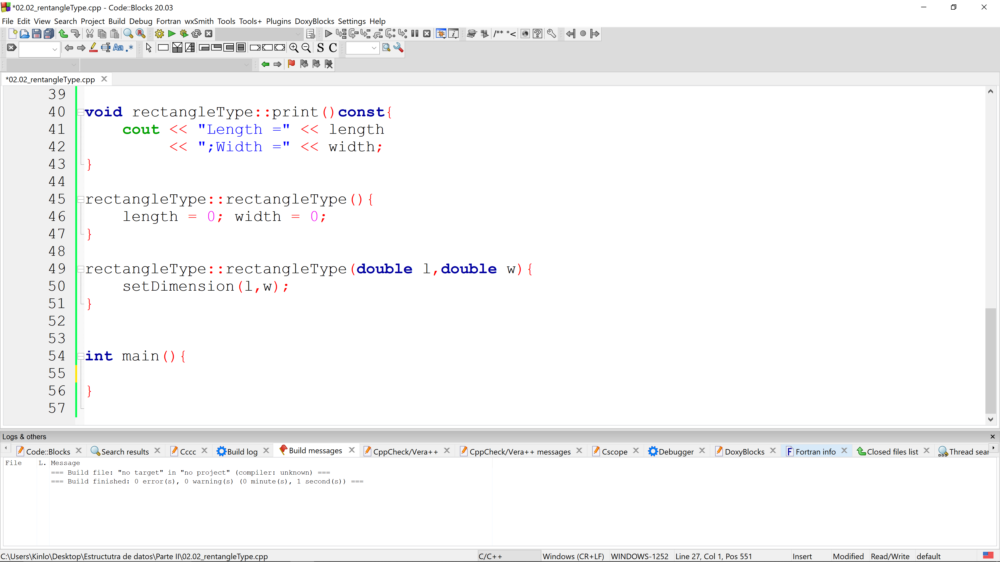 *02.02_rentangleType.cpp - Code::Blocks 20.03
File Edit View Search Project Build Debug Fortran wxSmith Tools Tools+ Plugins DoxyBlocks Settings Help
/** *<
Aa .* S C
*02.02_rentangleType.cpp
39
40 void rectangleType::print()const{
41 cout << "Length =" << length
42 << ";Width =" << width;
43 }
44
45 rectangleType::rectangleType(){
46 length = 0; width = 0;
47 }
48
49 rectangleType::rectangleType(double l,double w){
50 setDimension(l,w);
51 }
52
53
54 int main(){
55
56 }
57
Logs & others
Code::Blocks Search results Cccc Build log Build messages CppCheck/Vera++ CppCheck/Vera++ messages Cscope Debugger DoxyBlocks Fortran info Closed files list Thread sear
File L. Message
=== Build file: "no target" in "no project" (compiler: unknown) ===
=== Build finished: 0 error(s), 0 warning(s) (0 minute(s), 1 second(s)) ===
C:\Users\Kinlo\Desktop\Estructutra de datos\Parte II\02.02_rentangleType.cpp C/C++ Windows (CR+LF) WINDOWS-1252 Line 27, Col 1, Pos 551 Insert Modified Read/Write default